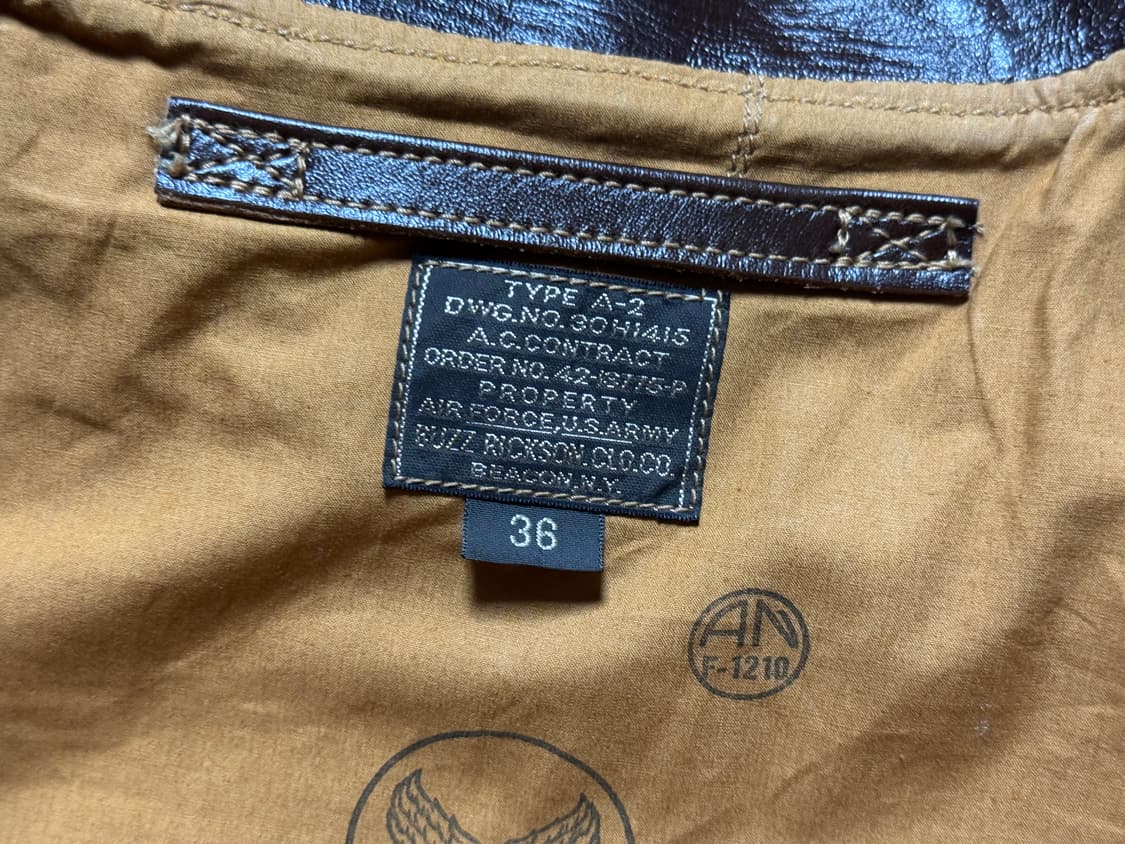 TYPE A-2
DWG.NO.30H1415
A.C.CONTRACT
ORDER NO.42-18775-P
PROPERTY
AIR FORCE,U.S.ARMY
BUZZ RICKSON CLO.CO.
BEACON,N.Y.
36
AN
F-1210